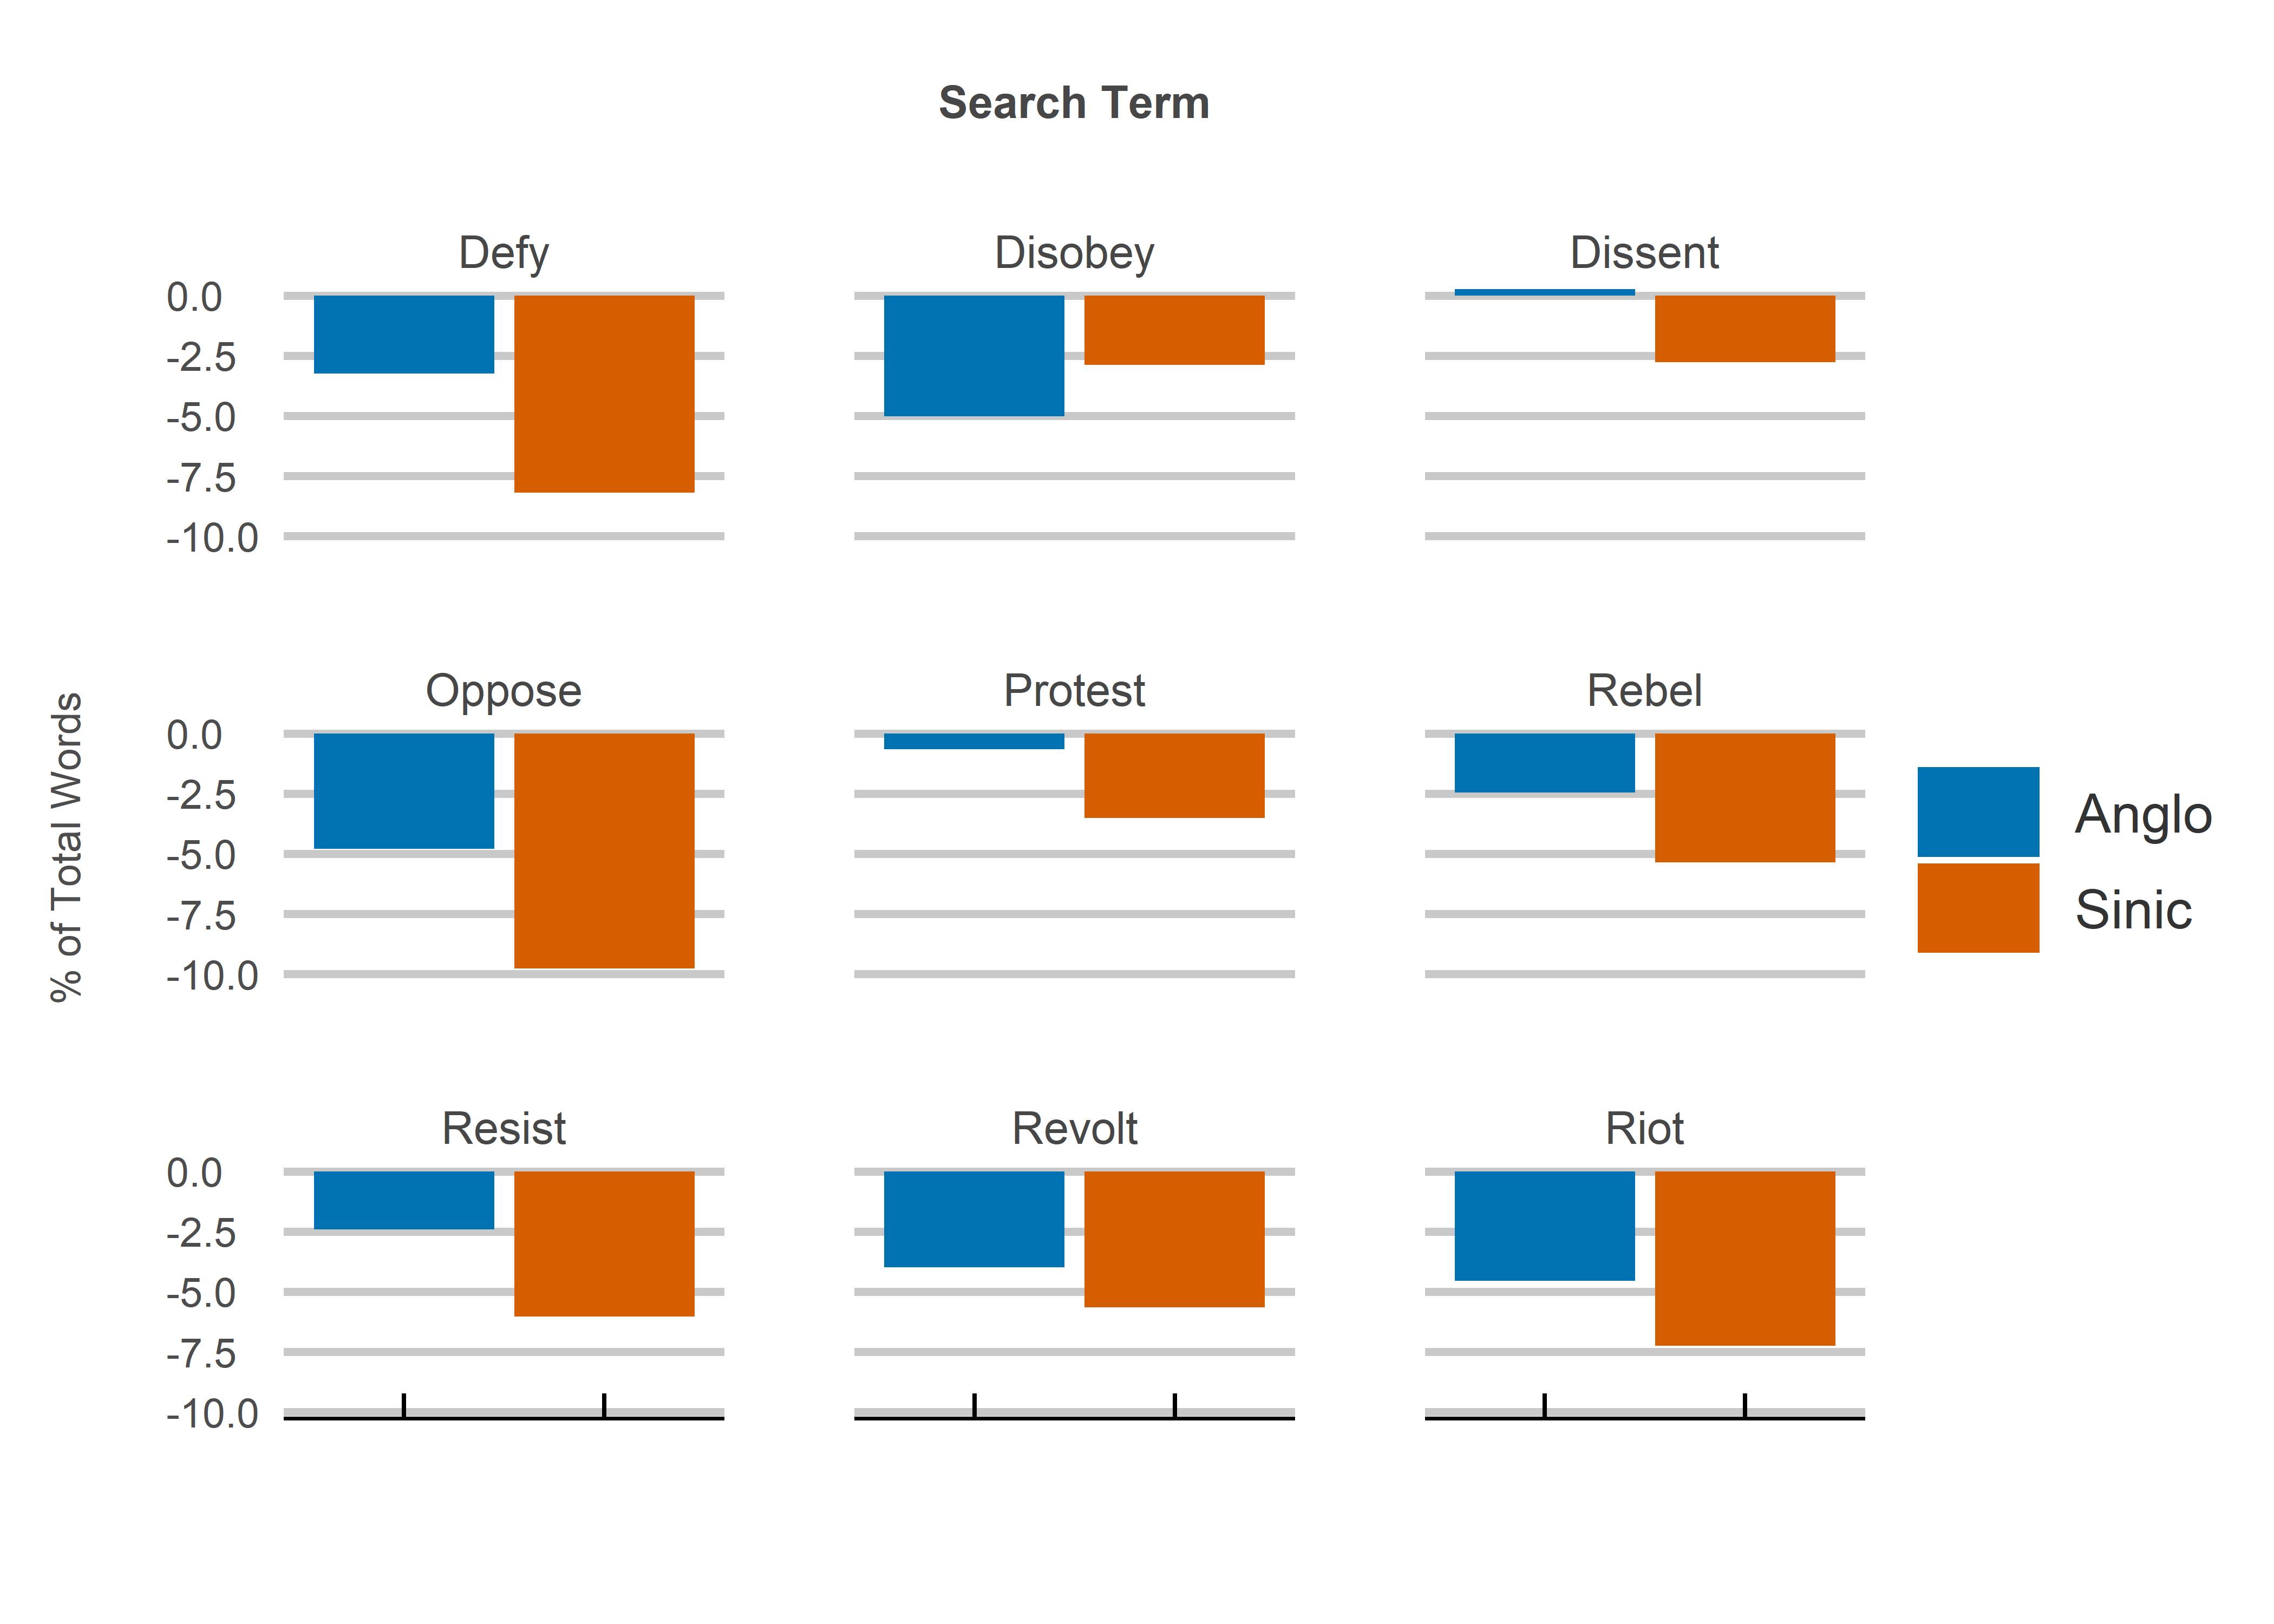 Search Term
Defy
Disobey
Dissent
0.0
-2.5
-5.0
-7.5
-10.0
Oppose
Protest
Rebel
0.0
-2.5
-5.0
-7.5
-10.0
Resist
Revolt
Riot
0.0
-2.5
-5.0
-7.5
-10.0
% of Total Words
Anglo
Sinic